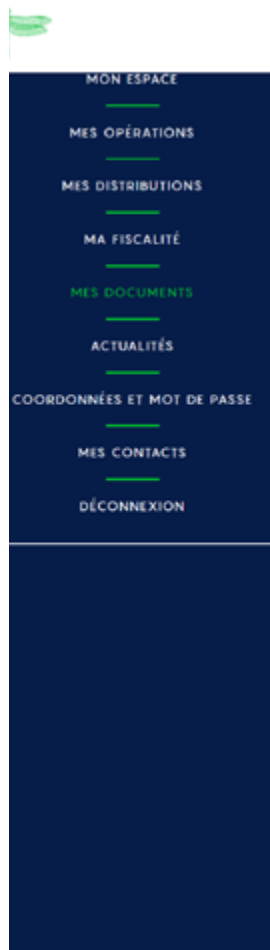 MON ESPACE
MES OPÉRATIONS
MES DISTRIBUTIONS
MA FISCALITÉ
MES DOCUMENTS
ACTUALITÉS
COORDONNÉES ET MOT DE PASSE
MES CONTACTS
DÉCONNEXION